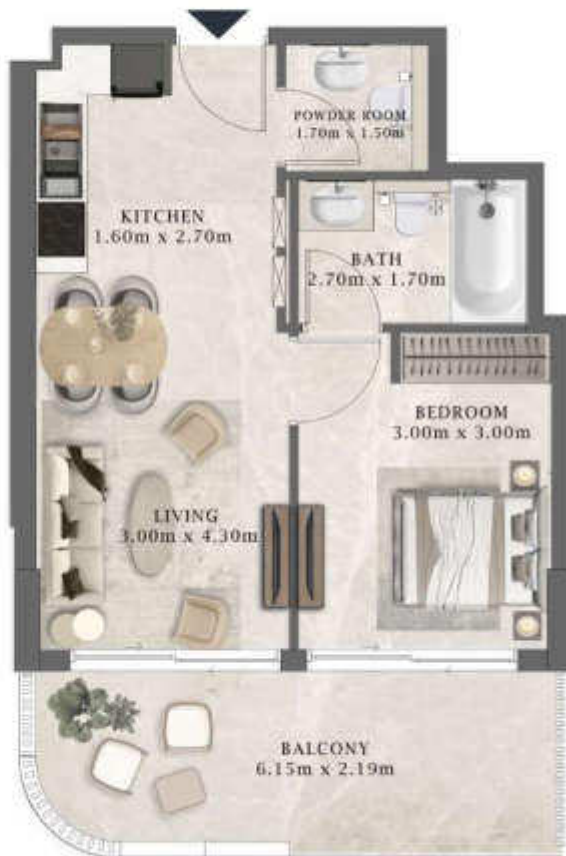 POWDER ROOM
1.70m x 1.50m
KITCHEN
1.60m x 2.70m
BATH
2.70m x 1.70m
BEDROOM
3.00m x 3.00m
LIVING
3.00m x 4.30m
BALCONY
6.15m x 2.19m